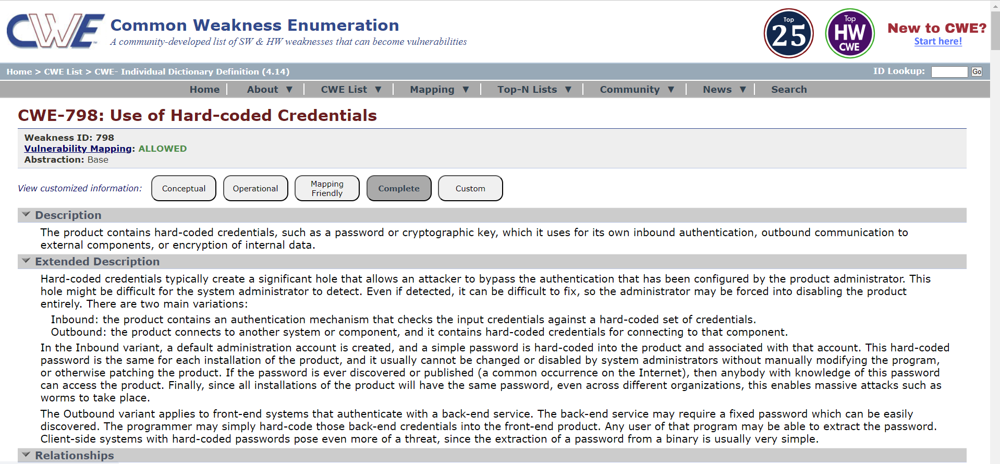 CWE
Common Weakness Enumeration
A community-developed list of SW & HW weaknesses that can become vulnerabilities
Top
25
Top
HW
CWE
New to CWE?
Start here!
Home > CWE List > CWE- Individual Dictionary Definition (4.14)
ID Lookup:
Go
Home
About ▼
CWE List ▼
Mapping ▼
Top-N Lists ▼
Community ▼
News ▼
Search
CWE-798: Use of Hard-coded Credentials
Weakness ID: 798
Vulnerability Mapping: ALLOWED
Abstraction: Base
View customized information:
Conceptual
Operational
Mapping
Friendly
Complete
Custom
Description
The product contains hard-coded credentials, such as a password or cryptographic key, which it uses for its own inbound authentication, outbound communication to
external components, or encryption of internal data.
Extended Description
Hard-coded credentials typically create a significant hole that allows an attacker to bypass the authentication that has been configured by the product administrator. This
hole might be difficult for the system administrator to detect. Even if detected, it can be difficult to fix, so the administrator may be forced into disabling the product
entirely. There are two main variations:
Inbound: the product contains an authentication mechanism that checks the input credentials against a hard-coded set of credentials.
Outbound: the product connects to another system or component, and it contains hard-coded credentials for connecting to that component.
In the Inbound variant, a default administration account is created, and a simple password is hard-coded into the product and associated with that account. This hard-coded
password is the same for each installation of the product, and it usually cannot be changed or disabled by system administrators without manually modifying the program,
or otherwise patching the product. If the password is ever discovered or published (a common occurrence on the Internet), then anybody with knowledge of this password
can access the product. Finally, since all installations of the product will have the same password, even across different organizations, this enables massive attacks such as
worms to take place.
The Outbound variant applies to front-end systems that authenticate with a back-end service. The back-end service may require a fixed password which can be easily
discovered. The programmer may simply hard-code those back-end credentials into the front-end product. Any user of that program may be able to extract the password.
Client-side systems with hard-coded passwords pose even more of a threat, since the extraction of a password from a binary is usually very simple.
Relationships